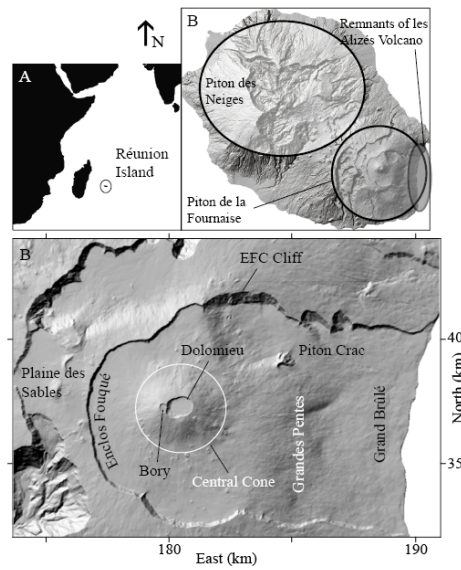 N
A
Réunion
Island
B
Remnants of les
Alizés Volcano
Piton des
Neiges
Piton de la
Fournaise
B
EFC Cliff
Dolomieu
Piton Crac
Plaine des
Sables
Enclos Fouqué
Bory
Central Cone
Grandes Pentes
Grand Brûlé
40
35
North (km)
180
190
East (km)